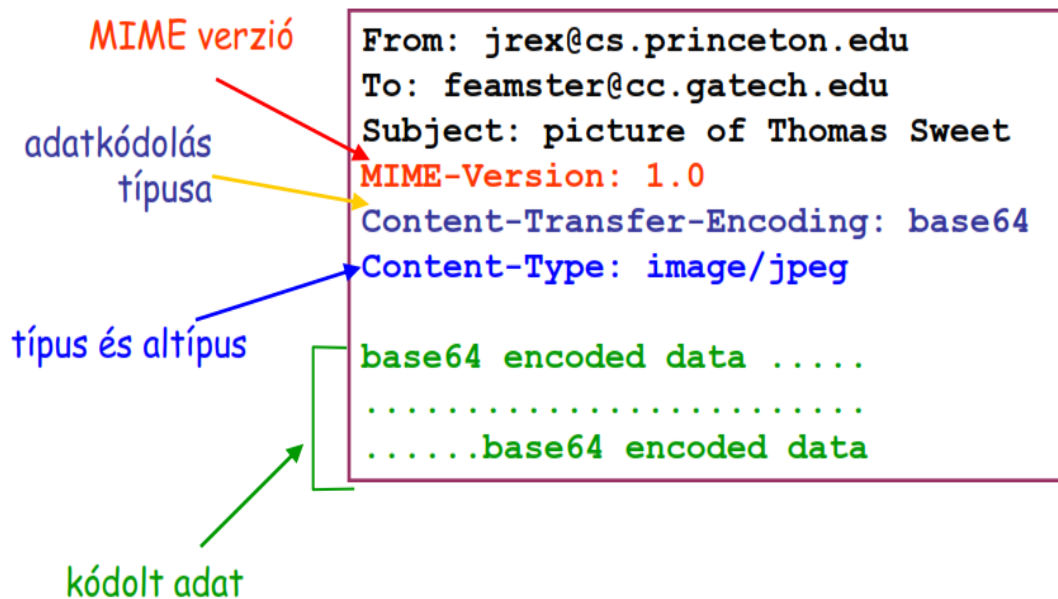 MIME verzió
adatkódolás
típusa
típus és altípus
kódolt adat
From: jrex@cs.princeton.edu
To: feamster@cc.gatech.edu
Subject: picture of Thomas Sweet
MIME-Version: 1.0
Content-Transfer-Encoding: base64
Content-Type: image/jpeg
base64 encoded data .....
..........................
......base64 encoded data